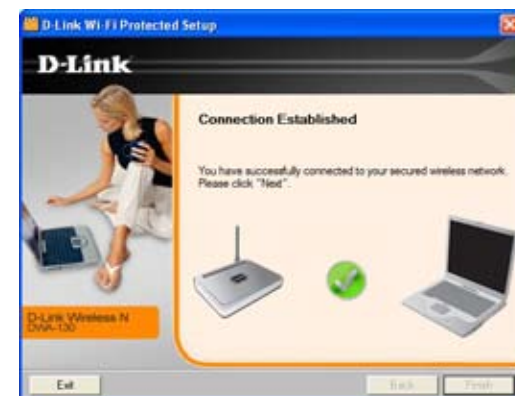 D-Link Wi-Fi Protected Setup
D-Link
Connection Established
You have successfully connected to your secured wireless network.
Please click "Next".
D-Link Wireless N
DWA-130
Exit
Back
Finish